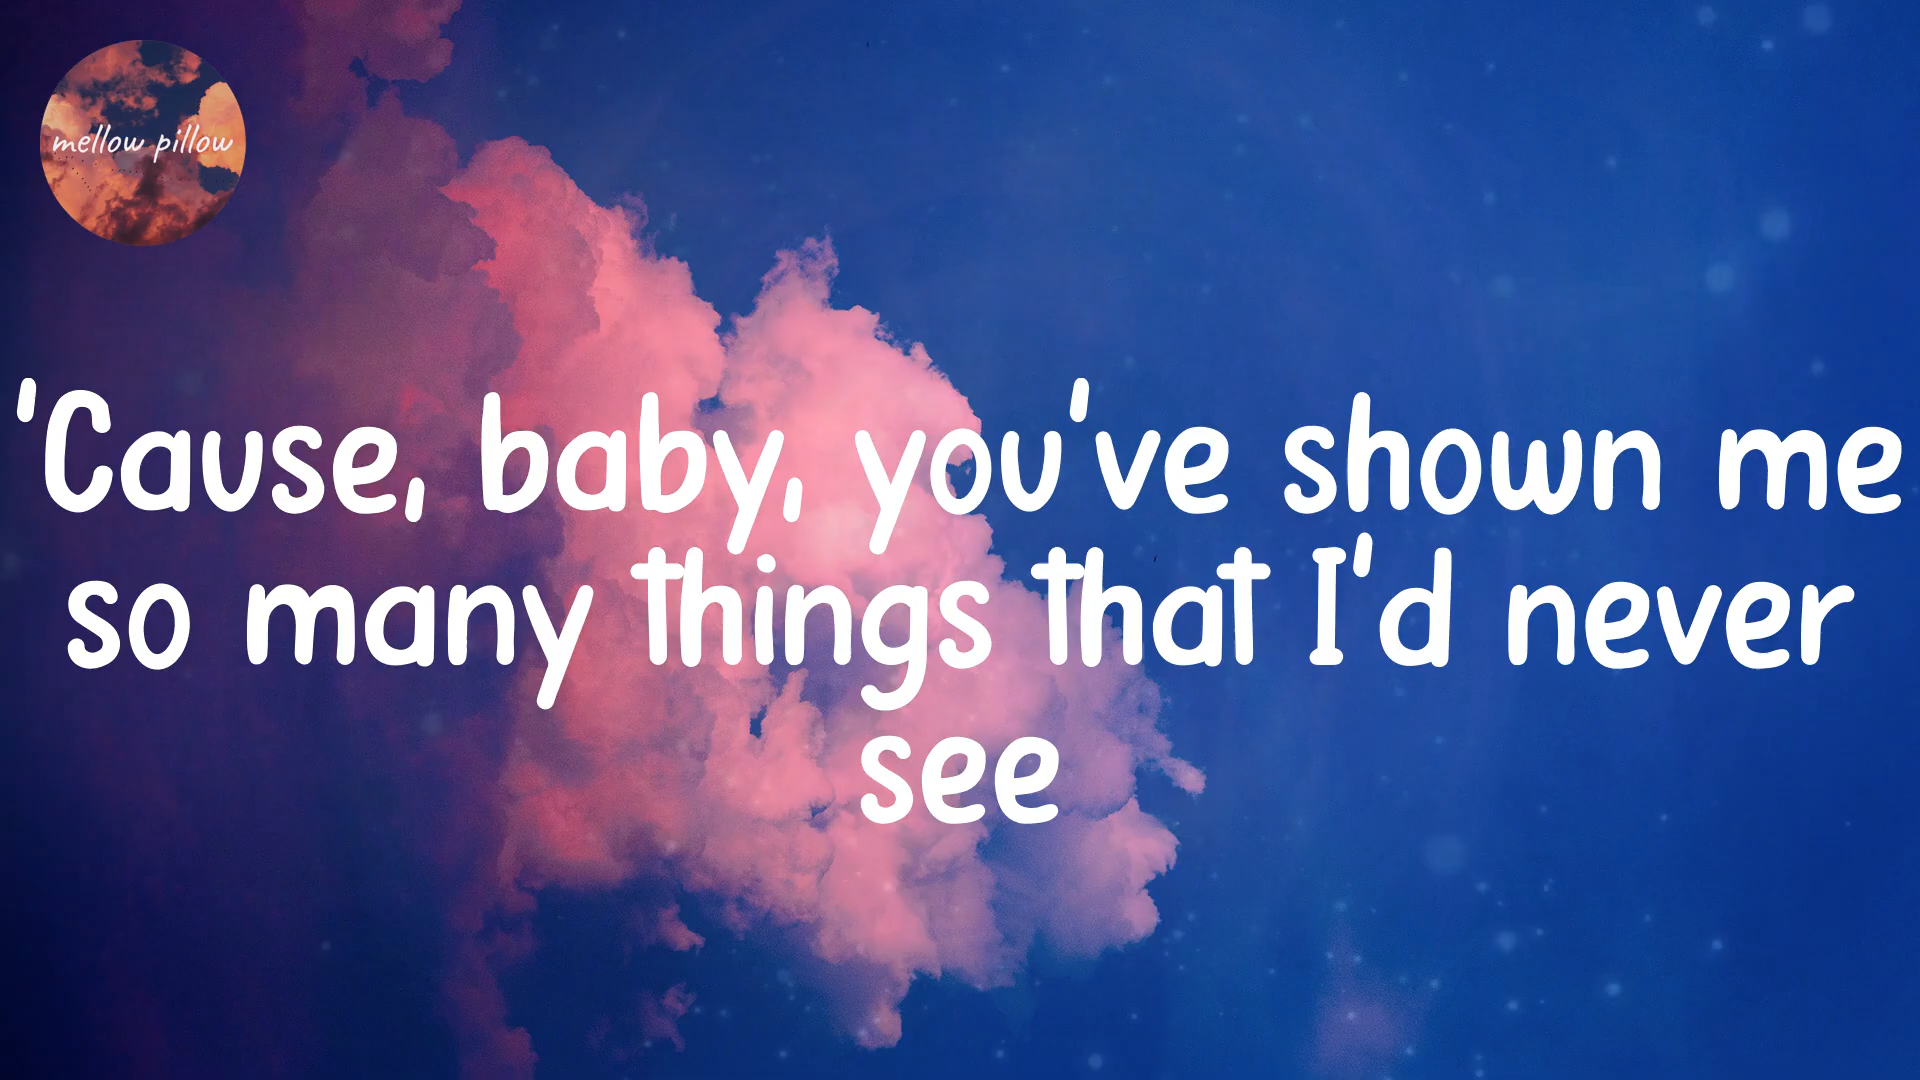 mellow pillow
'Cause, baby, you've shown me
so many things that I'd never
see